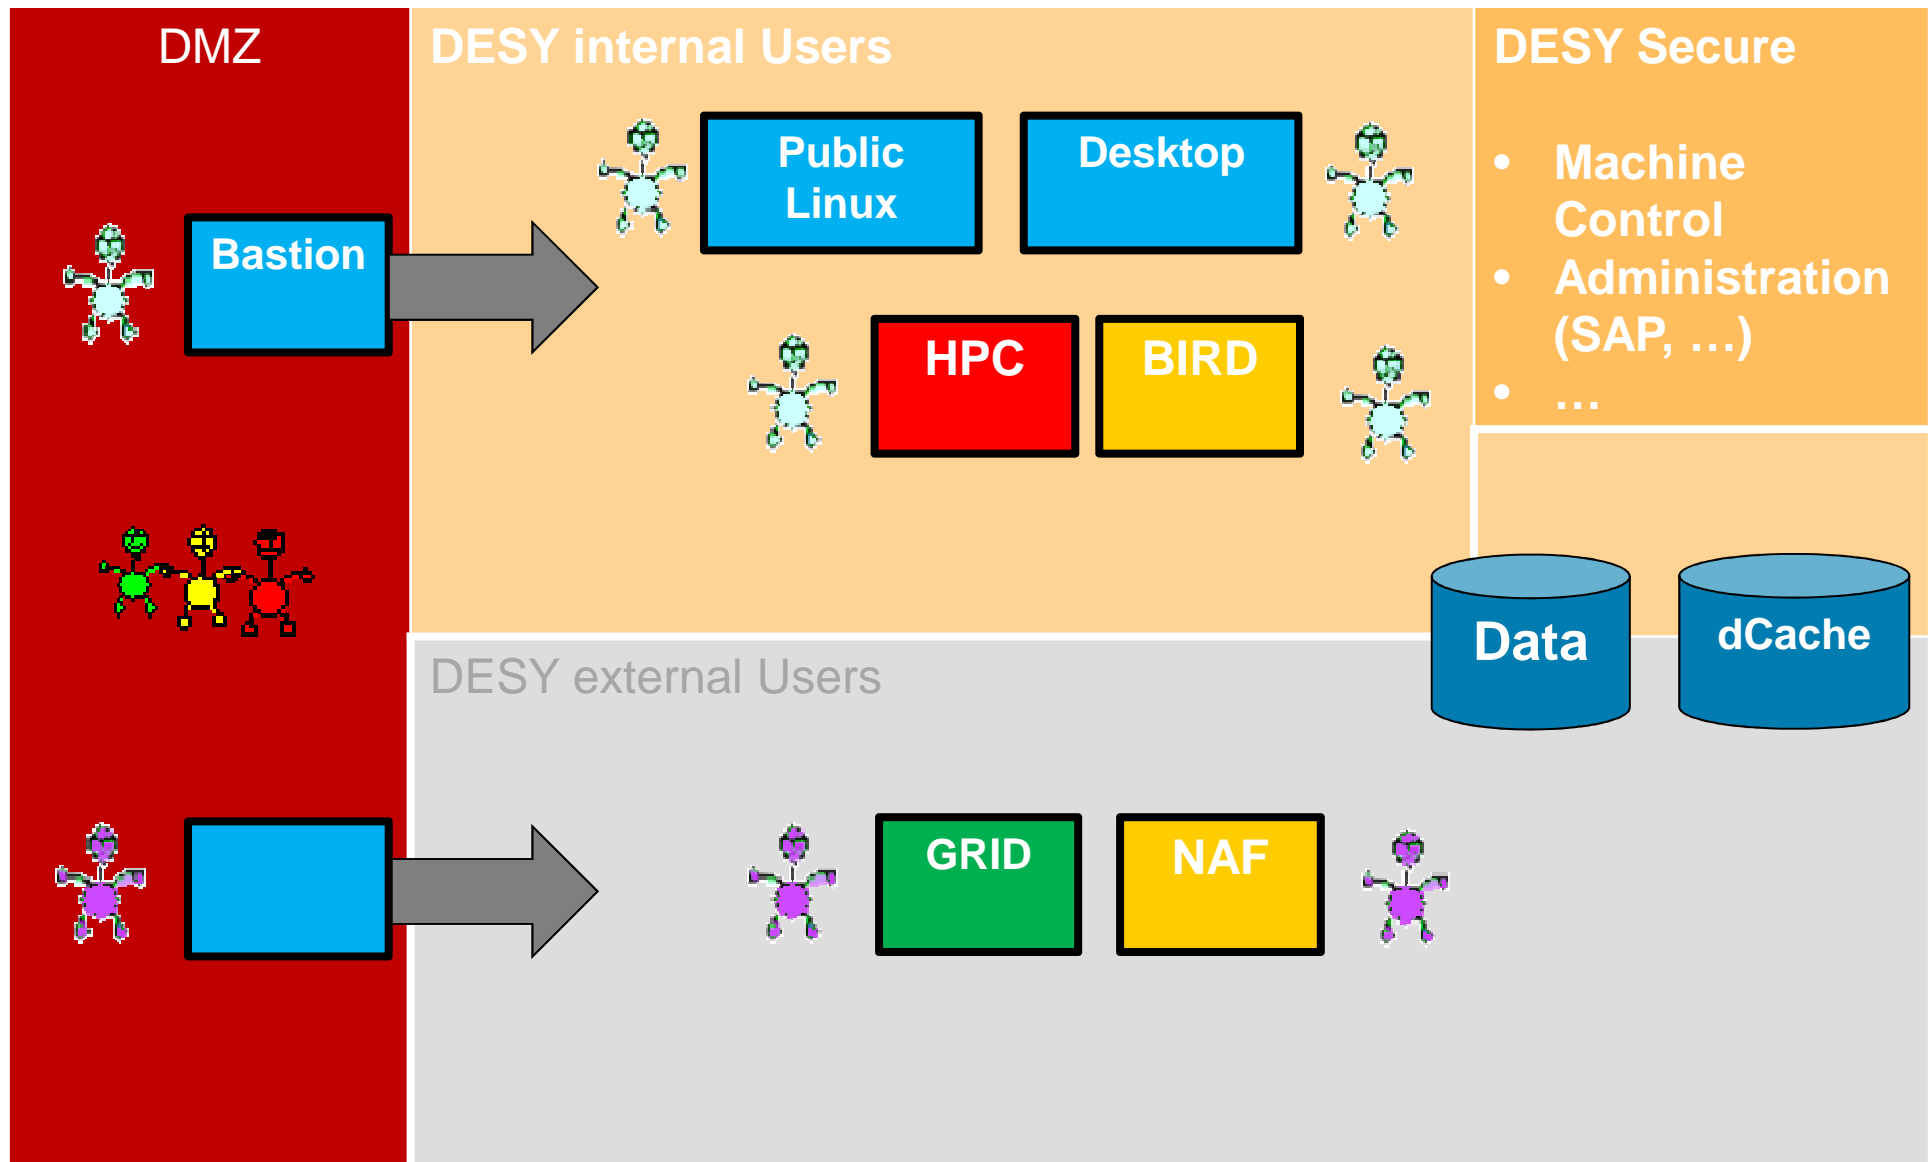 DMZ
DESY internal Users
DESY Secure
Public
Linux
Desktop
• Machine
Control
• Administration
(SAP, …)
• …
Bastion
HPC
BIRD
Data
dCache
DESY external Users
GRID
NAF